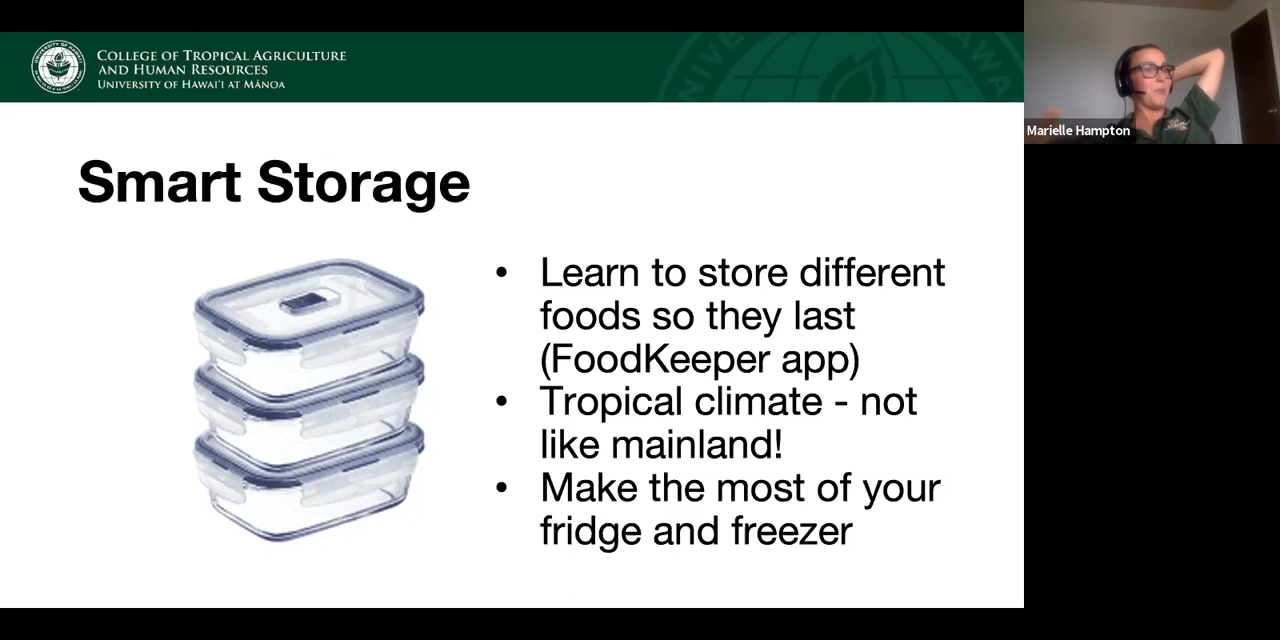 COLLEGE OF TROPICAL AGRICULTURE
AND HUMAN RESOURCES
UNIVERSITY OF HAWAI'I AT MĀNOA
Marielle Hampton
Smart Storage
• Learn to store different
foods so they last
(FoodKeeper app)
• Tropical climate - not
like mainland!
• Make the most of your
fridge and freezer